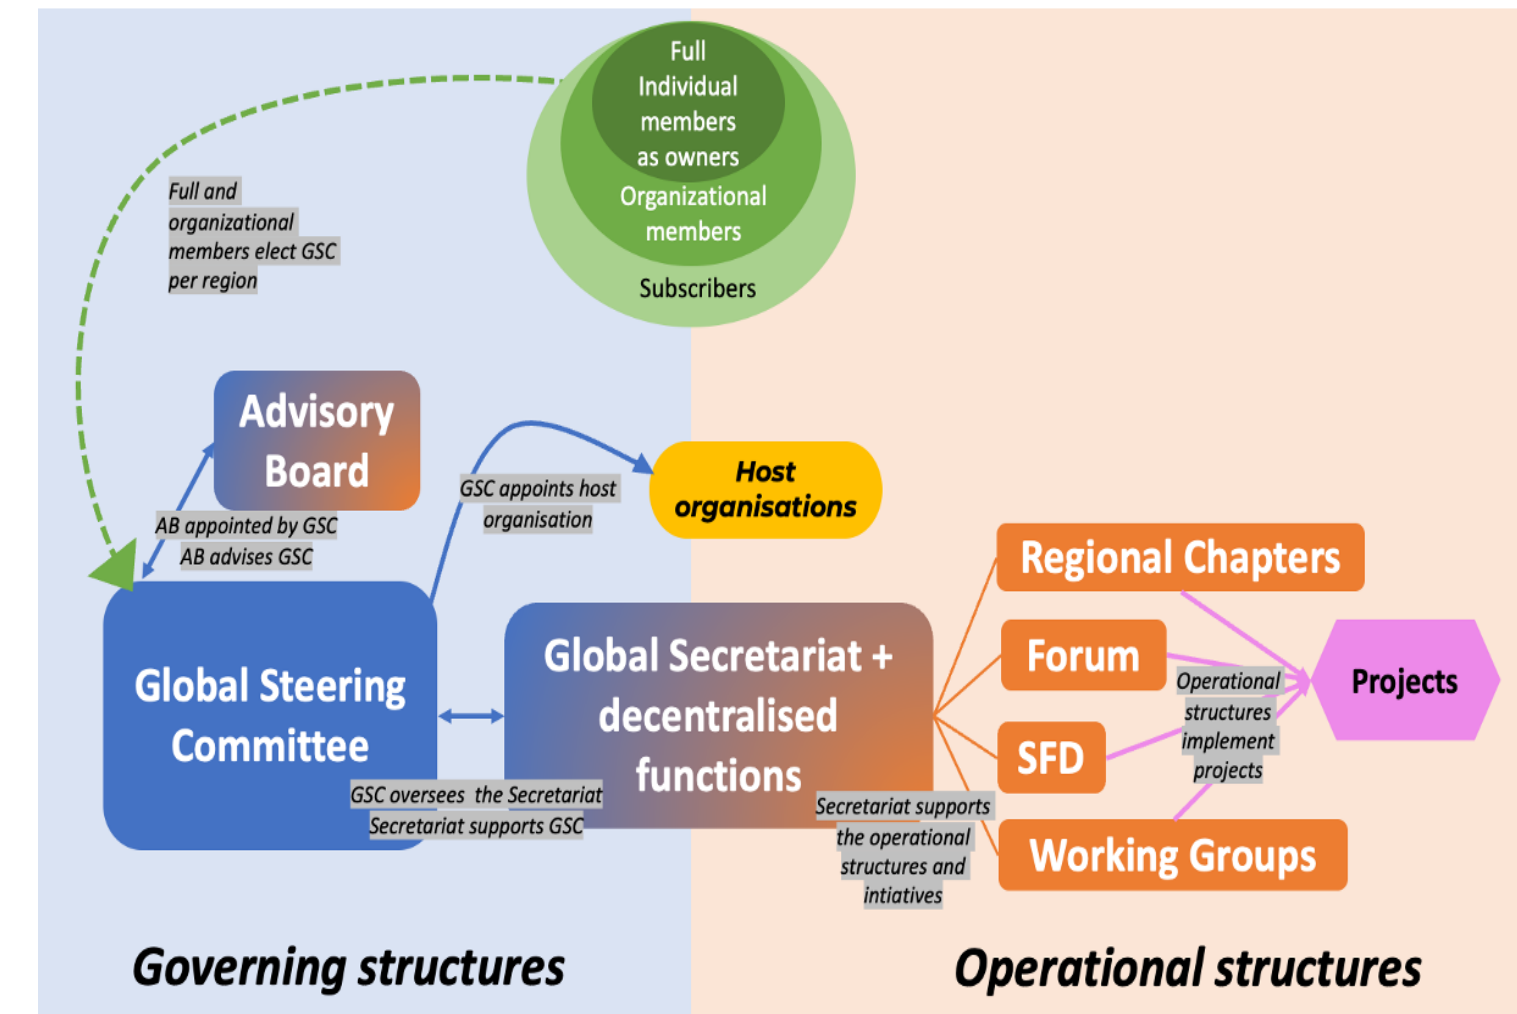 Full
Individual
members
as owners
Organizational
members
Subscribers
Full and
organizational
members elect GSC
per region
Advisory
Board
AB appointed by GSC
AB advises GSC
GSC appoints host
organisation
Host
organisations
Global Steering
Committee
Global Secretariat +
decentralised
functions
GSC oversees the Secretariat
Secretariat supports GSC
Secretariat supports
the operational
structures and
intiatives
Regional Chapters
Forum
SFD
Working Groups
Operational
structures
implement
projects
Projects
Governing structures
Operational structures